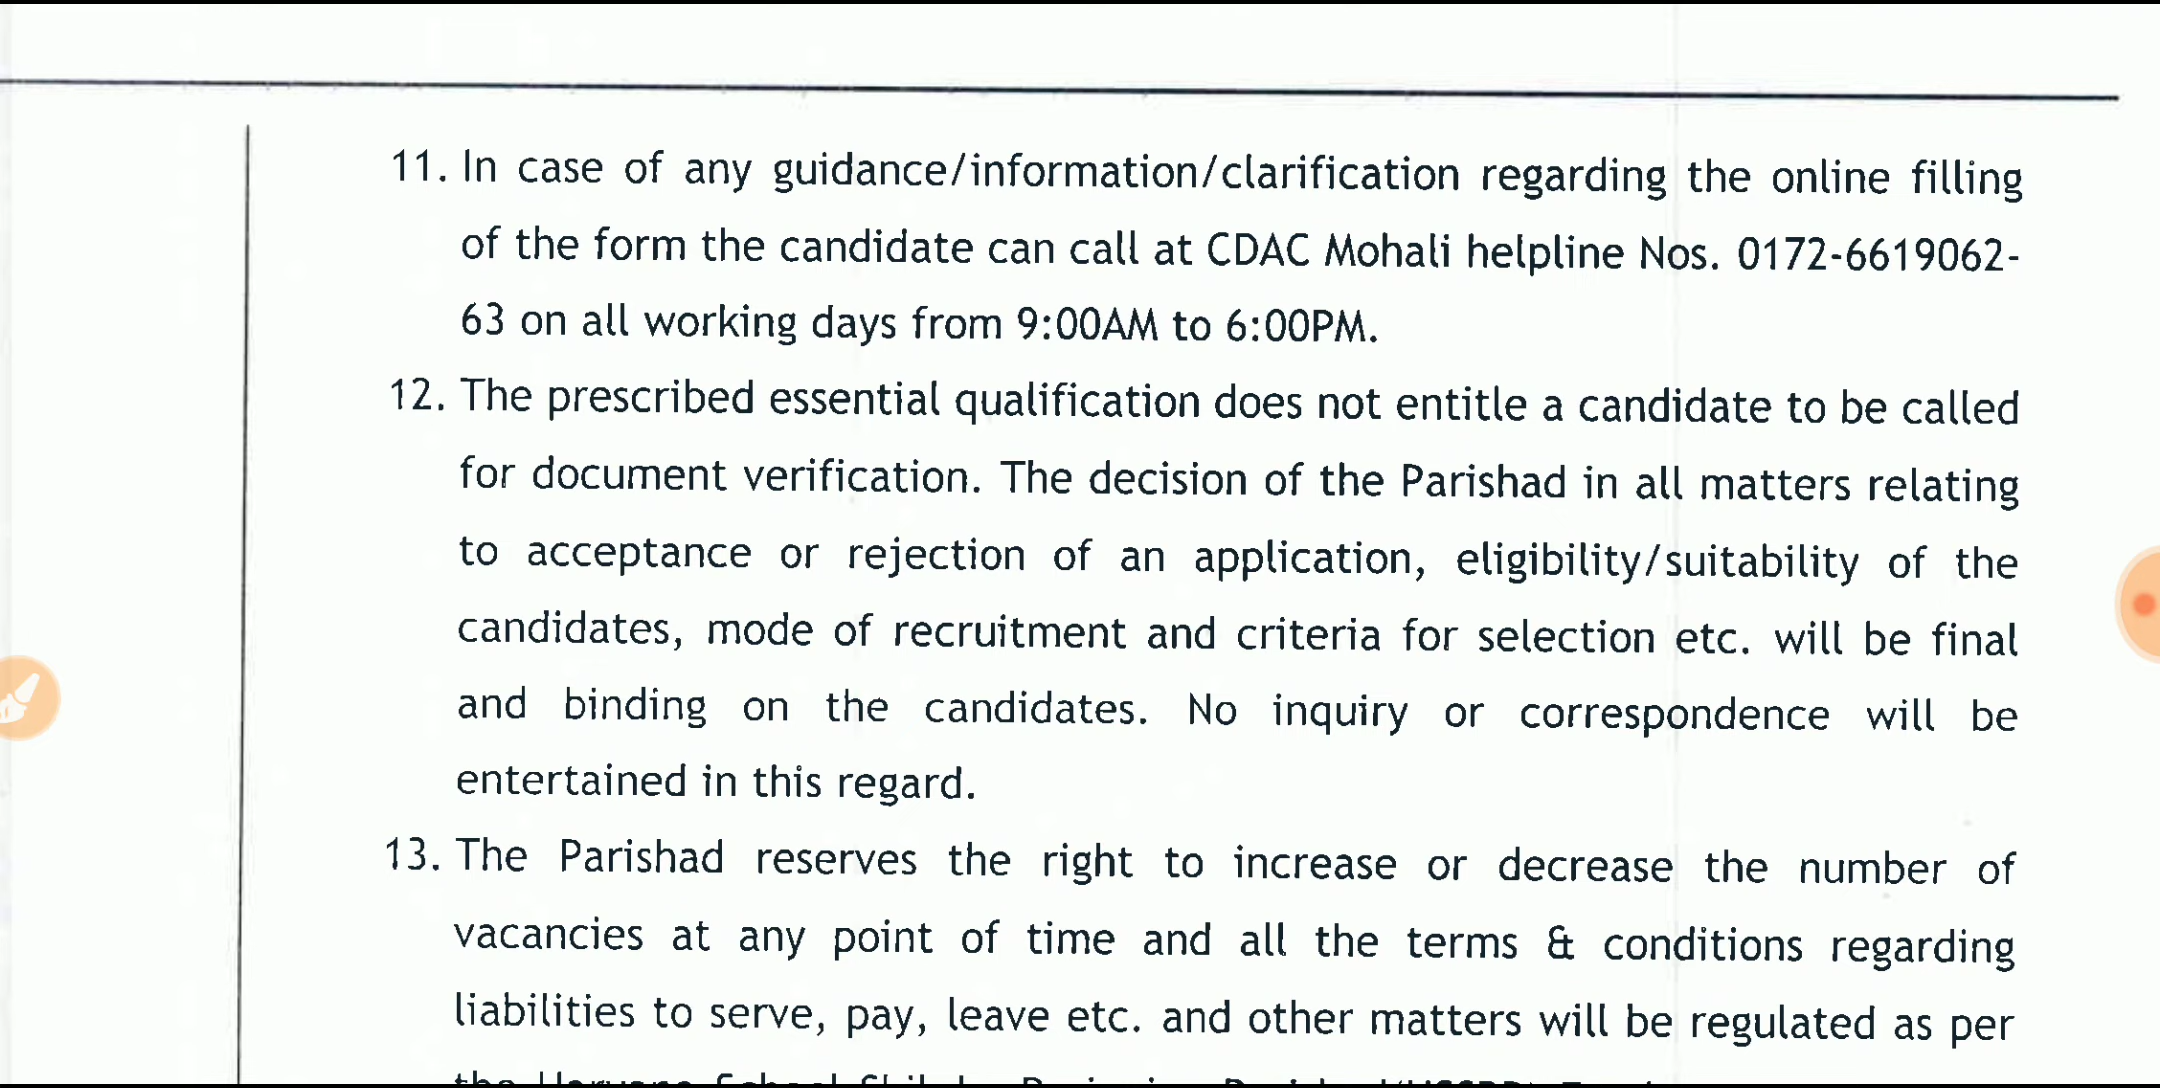 11. In case of any guidance/information/clarification regarding the online filling
of the form the candidate can call at CDAC Mohali helpline Nos. 0172-6619062-
63 on all working days from 9:00AM to 6:00PM.
12. The prescribed essential qualification does not entitle a candidate to be called
for document verification. The decision of the Parishad in all matters relating
to acceptance or rejection of an application, eligibility/suitability of the
candidates, mode of recruitment and criteria for selection etc. will be final
and binding on the candidates. No inquiry or correspondence will be
entertained in this regard.
13. The Parishad reserves the right to increase or decrease the number of
vacancies at any point of time and all the terms & conditions regarding
liabilities to serve, pay, leave etc. and other matters will be regulated as per